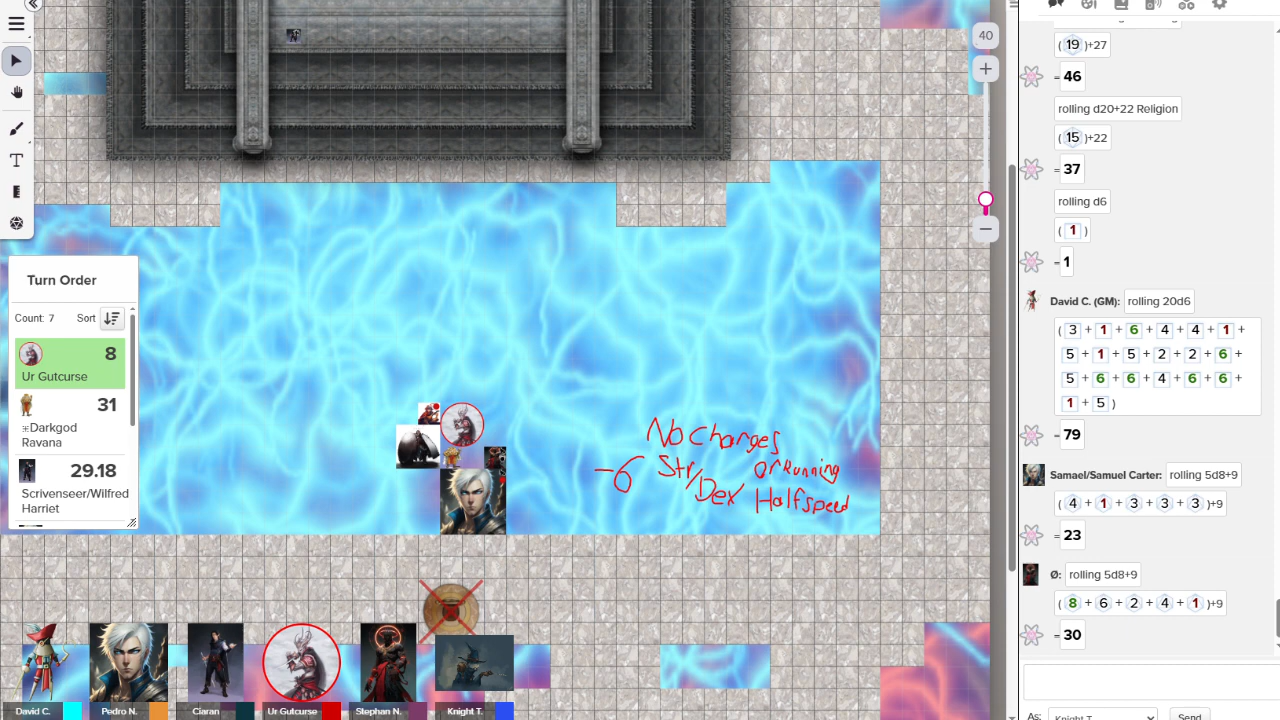 40
Turn Order
Count: 7 Sort
8
Ur Gutcurse
31
Darkgod
Ravana
29.18
Scrivenseer/Wilfred
Harriet
No Charges
-6 Str/Dex or Running
Halfspeed
David C.
Pedro N.
Ciaran
Ur Gutcurse
Stephan N.
Knight T.
(19)+27
= 46
rolling d20+22 Religion
(15)+22
= 37
rolling d6
(1)
= 1
David C. (GM): rolling 20d6
(3 + 1 + 6 + 4 + 4 + 1 +
5 + 1 + 5 + 2 + 2 + 6 +
5 + 6 + 6 + 4 + 6 + 6 +
1 + 5)
= 79
Samael/Samuel Carter: rolling 5d8+9
(4 + 1 + 3 + 3 + 3)+9
= 23
Ø: rolling 5d8+9
(8 + 6 + 2 + 4 + 1)+9
= 30
As: Knight T. Send